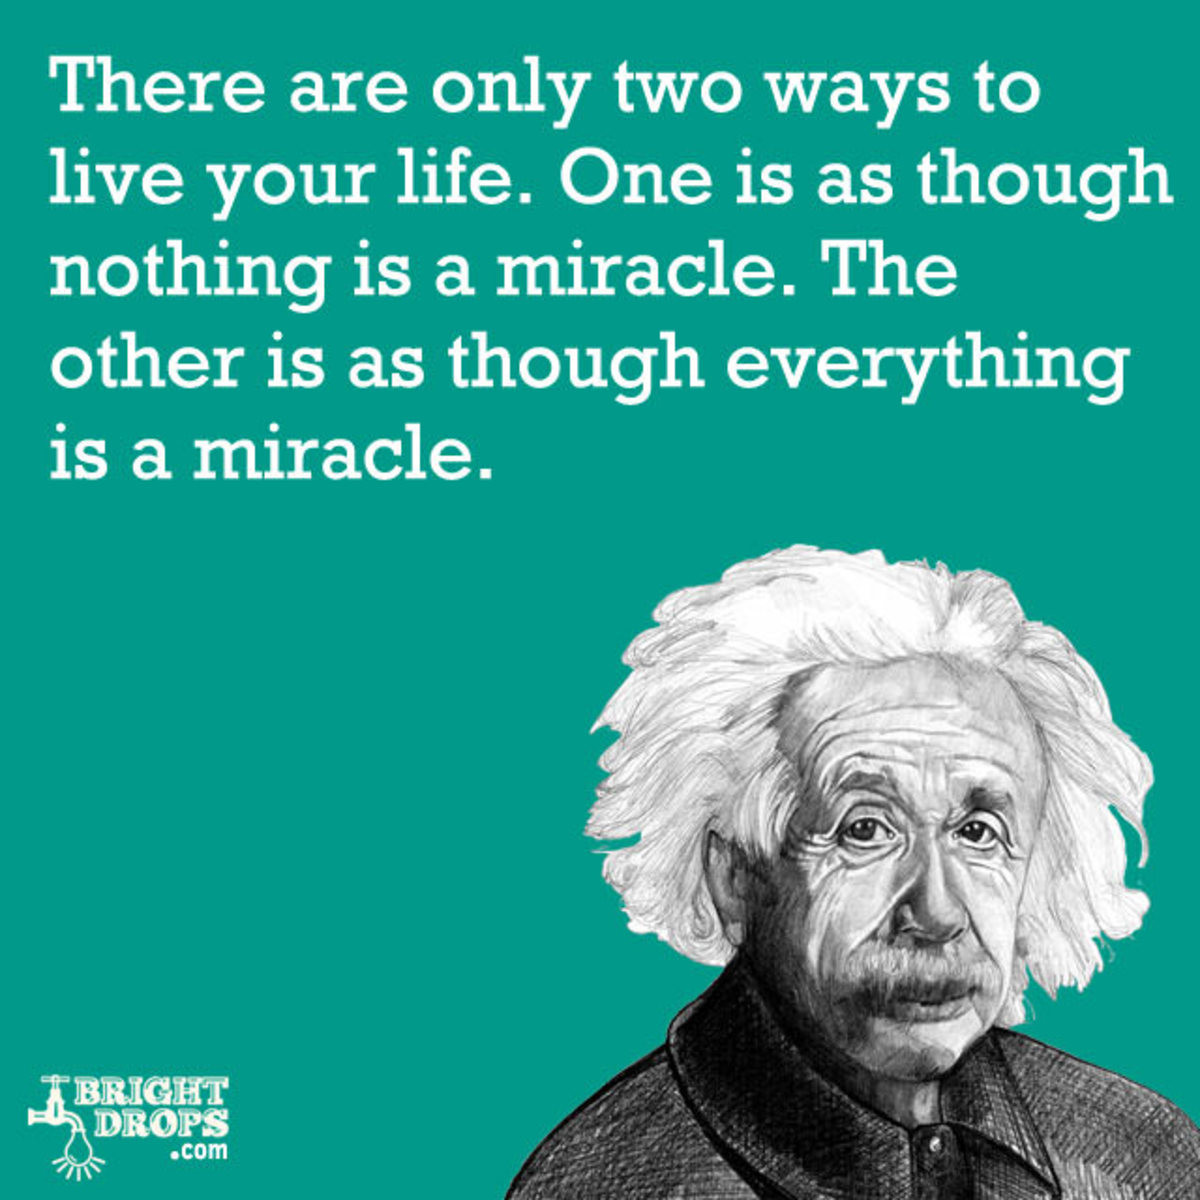 There are only two ways to
live your life. One is as though
nothing is a miracle. The
other is as though everything
is a miracle.
BRIGHT
DROPS
.com